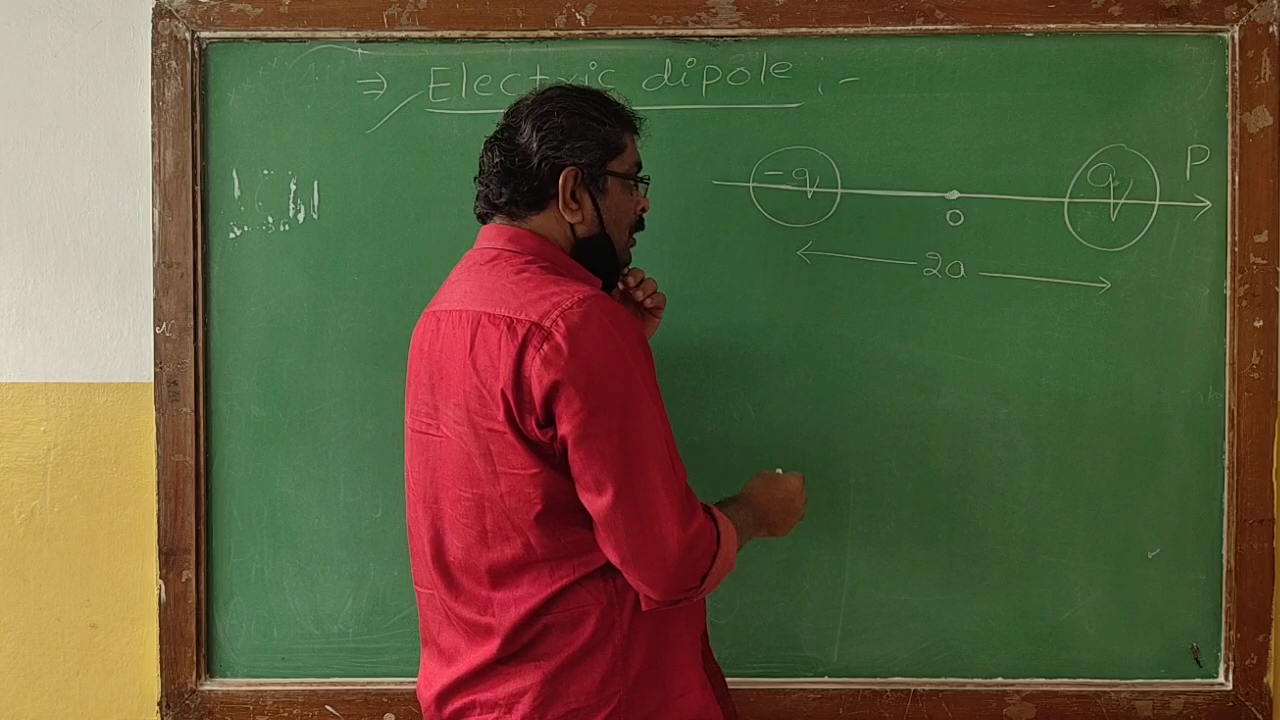 ⇒ Electric dipole :-
-q q P
o
2a